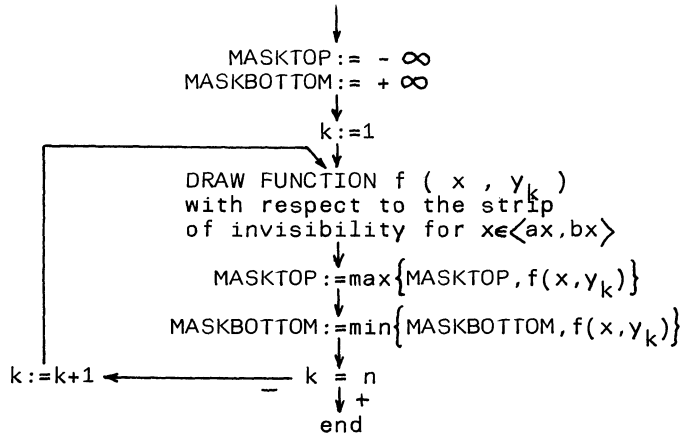 MASKTOP:= - ∞
MASKBOTTOM:= + ∞
k:=1
DRAW FUNCTION f ( x , y_k )
with respect to the strip
of invisibility for x∈⟨ax,bx⟩
MASKTOP:=max{MASKTOP,f(x,y_k)}
MASKBOTTOM:=min{MASKBOTTOM,f(x,y_k)}
k:=k+1 − k = n
+
end